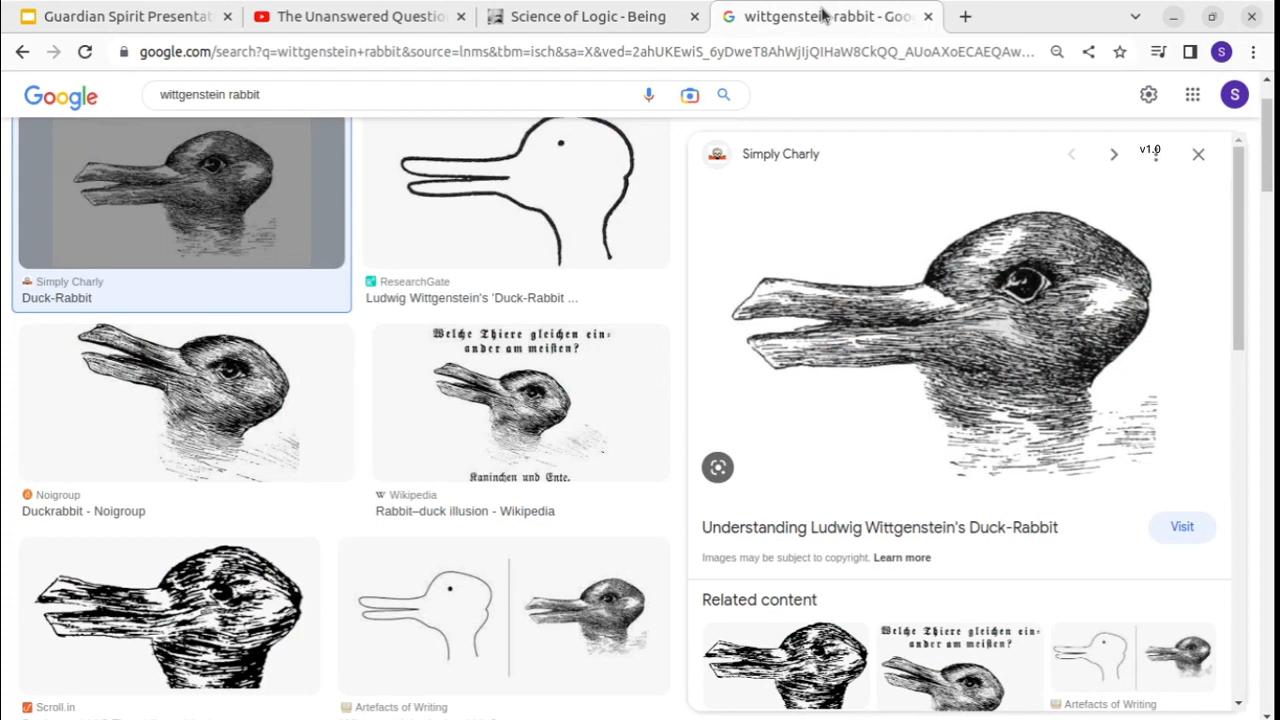 Guardian Spirit Presentat
The Unanswered Questio
Science of Logic - Being
wittgenstein rabbit - Goo
google.com/search?q=wittgenstein+rabbit&source=lnms&tbm=isch&sa=X&ved=2ahUKEwiS_6yDweT8AhWjIjQIHaW8CkQQ_AUoAXoECAEQAw...
S
Google
wittgenstein rabbit
S
Simply Charly
Duck-Rabbit
ResearchGate
Ludwig Wittgenstein's 'Duck-Rabbit ...
Welche Thiere gleichen ein-
ander am meisten?
Kaninchen und Ente.
Noigroup
Duckrabbit - Noigroup
W Wikipedia
Rabbit–duck illusion - Wikipedia
Scroll.in
Artefacts of Writing
Simply Charly
v1.0
Understanding Ludwig Wittgenstein's Duck-Rabbit
Visit
Images may be subject to copyright. Learn more
Related content
Welche Thiere gleichen ein-
ander am meisten?
Artefacts of Writing